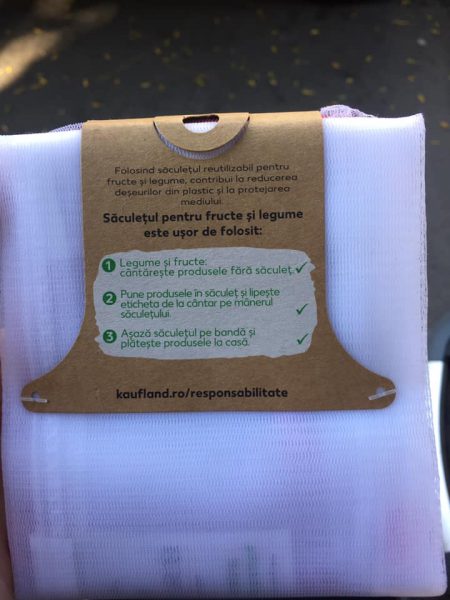 Folosind săculețul reutilizabil pentru
fructe și legume, contribui la reducerea
deșeurilor din plastic și la protejarea
mediului.
Săculețul pentru fructe și legume
este ușor de folosit:
1 Legume și fructe:
cântărește produsele fără săculeț.
2 Pune produsele în săculeț și lipește
eticheta de la cântar pe mânerul
săculețului.
3 Așază săculețul pe bandă și
plătește produsele la casă.
kaufland.ro/responsabilitate